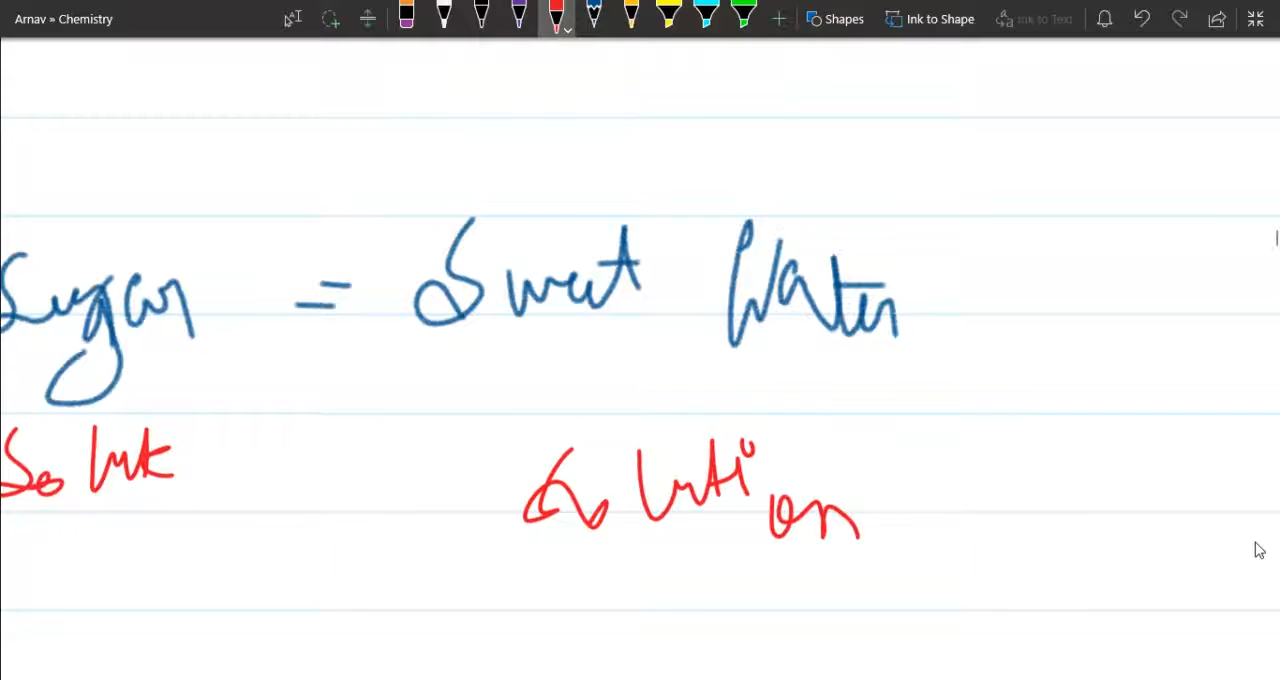 Arnav » Chemistry
Shapes Ink to Shape Ink to Text
Sugar = Sweet Water
Solute Solution